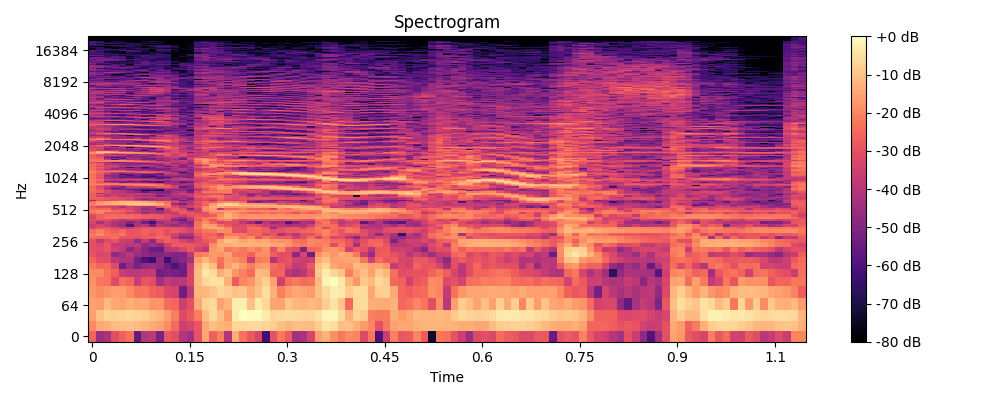 Spectrogram
Hz
16384
8192
4096
2048
1024
512
256
128
64
0
0 0.15 0.3 0.45 0.6 0.75 0.9 1.1
Time
+0 dB
-10 dB
-20 dB
-30 dB
-40 dB
-50 dB
-60 dB
-70 dB
-80 dB